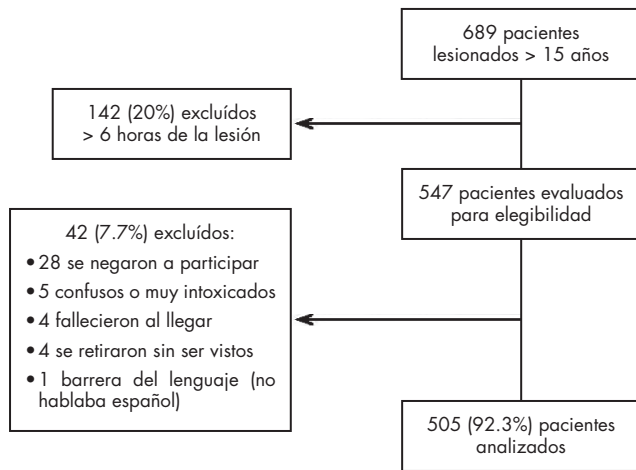 689 pacientes
lesionados > 15 años
142 (20%) excluídos
> 6 horas de la lesión
547 pacientes evaluados
para elegibilidad
42 (7.7%) excluídos:
• 28 se negaron a participar
• 5 confusos o muy intoxicados
• 4 fallecieron al llegar
• 4 se retiraron sin ser vistos
• 1 barrera del lenguaje (no
hablaba español)
505 (92.3%) pacientes
analizados